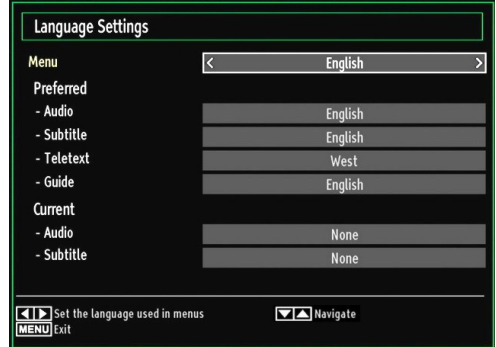 Language Settings
Menu < English >
Preferred
- Audio English
- Subtitle English
- Teletext West
- Guide English
Current
- Audio None
- Subtitle None
Set the language used in menus Navigate
MENU Exit